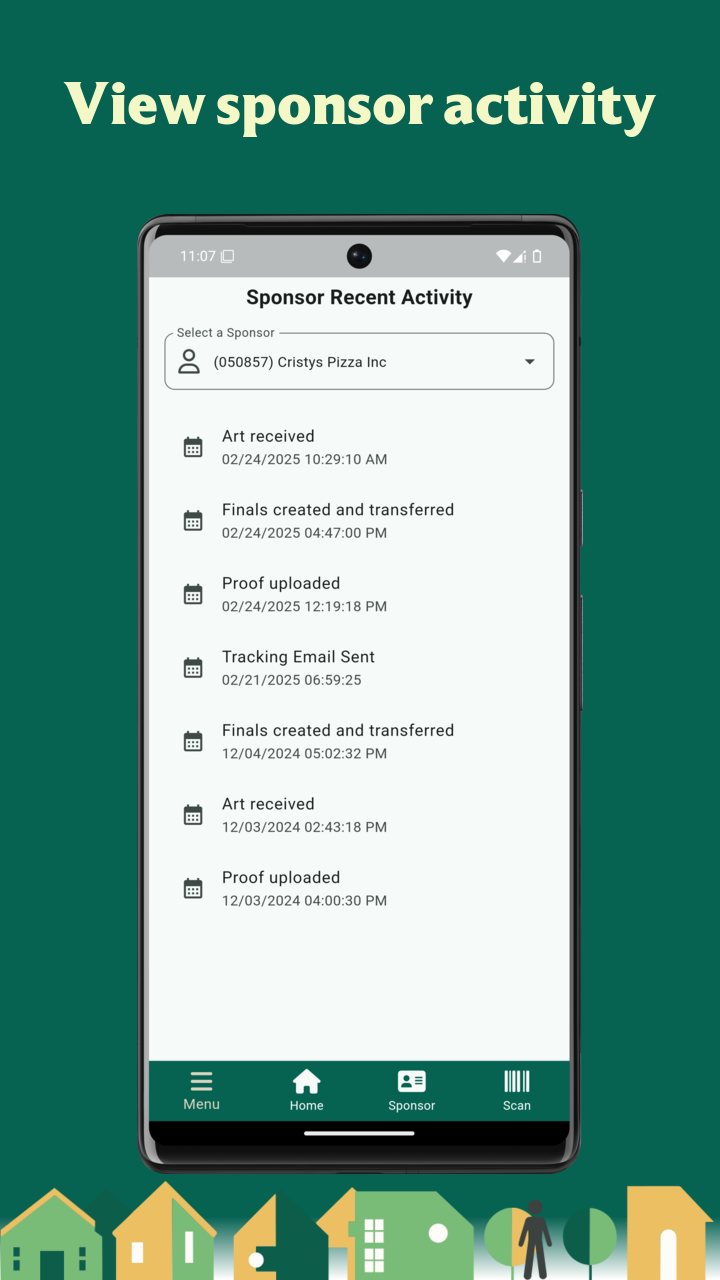 View sponsor activity
11:07
Sponsor Recent Activity
Select a Sponsor
(050857) Cristys Pizza Inc
Art received
02/24/2025 10:29:10 AM
Finals created and transferred
02/24/2025 04:47:00 PM
Proof uploaded
02/24/2025 12:19:18 PM
Tracking Email Sent
02/21/2025 06:59:25
Finals created and transferred
12/04/2024 05:02:32 PM
Art received
12/03/2024 02:43:18 PM
Proof uploaded
12/03/2024 04:00:30 PM
Menu Home Sponsor Scan